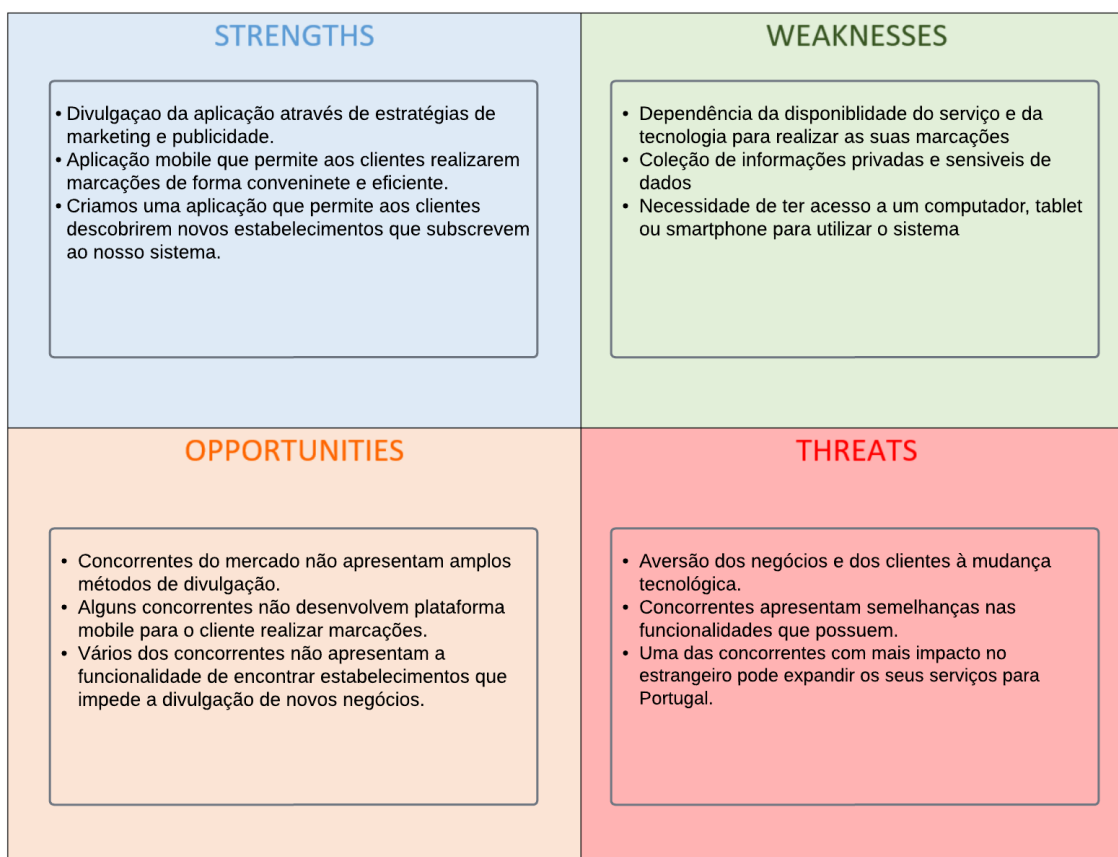 STRENGTHS
• Divulgaçao da aplicação através de estratégias de
marketing e publicidade.
• Aplicação mobile que permite aos clientes realizarem
marcações de forma conveninete e eficiente.
• Criamos uma aplicação que permite aos clientes
descobrirem novos estabelecimentos que subscrevem
ao nosso sistema.
WEAKNESSES
• Dependência da disponiblidade do serviço e da
tecnologia para realizar as suas marcações
• Coleção de informações privadas e sensiveis de
dados
• Necessidade de ter acesso a um computador, tablet
ou smartphone para utilizar o sistema
OPPORTUNITIES
• Concorrentes do mercado não apresentam amplos
métodos de divulgação.
• Alguns concorrentes não desenvolvem plataforma
mobile para o cliente realizar marcações.
• Vários dos concorrentes não apresentam a
funcionalidade de encontrar estabelecimentos que
impede a divulgação de novos negócios.
THREATS
• Aversão dos negócios e dos clientes à mudança
tecnológica.
• Concorrentes apresentam semelhanças nas
funcionalidades que possuem.
• Uma das concorrentes com mais impacto no
estrangeiro pode expandir os seus serviços para
Portugal.